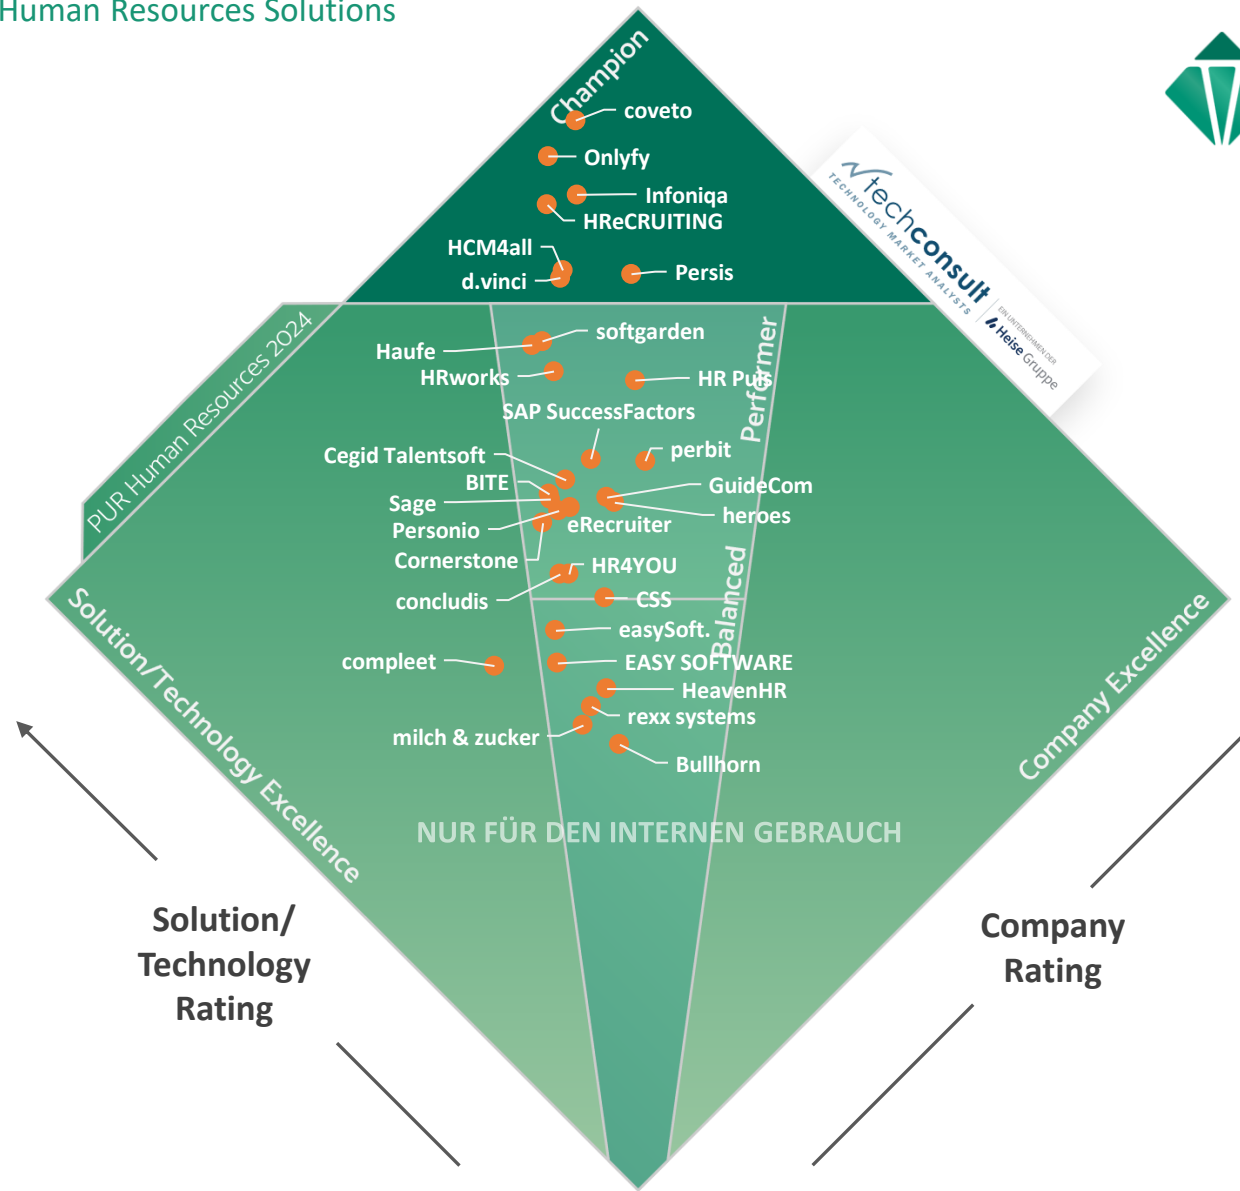 Human Resources Solutions
Champion
coveto
Onlyfy
Infoniqa
HReCRUITING
HCM4all
d.vinci
Persis
techconsult
TECHNOLOGY MARKET ANALYSTS
EIN UNTERNEHMEN DER
Heise Gruppe
PUR Human Resources 2024
softgarden
Haufe
HRworks
HR Puls
Performer
SAP SuccessFactors
Cegid Talentsoft
perbit
BITE
GuideCom
Sage
heroes
Personio
eRecruiter
Cornerstone
HR4YOU
concludis
CSS
Balanced
easySoft.
compleet
EASY SOFTWARE
HeavenHR
rexx systems
milch & zucker
Bullhorn
Solution/Technology Excellence
Company Excellence
NUR FÜR DEN INTERNEN GEBRAUCH
Solution/
Technology
Rating
Company
Rating